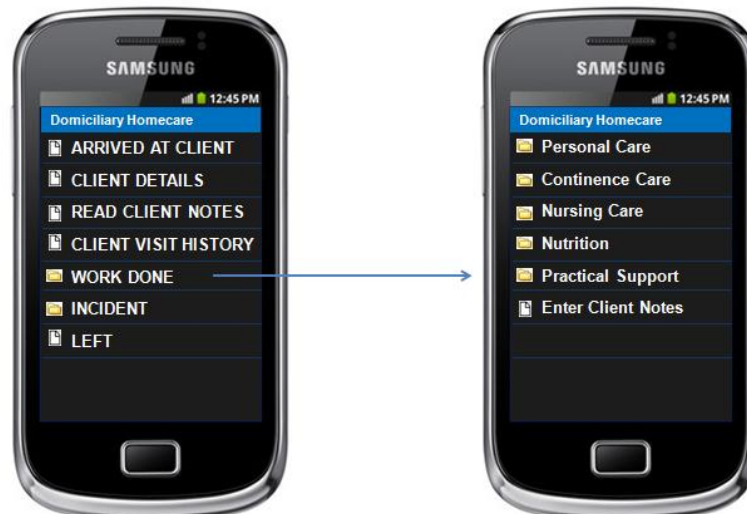 SAMSUNG
12:45 PM
Domiciliary Homecare
ARRIVED AT CLIENT
CLIENT DETAILS
READ CLIENT NOTES
CLIENT VISIT HISTORY
WORK DONE
INCIDENT
LEFT
SAMSUNG
12:45 PM
Domiciliary Homecare
Personal Care
Continence Care
Nursing Care
Nutrition
Practical Support
Enter Client Notes